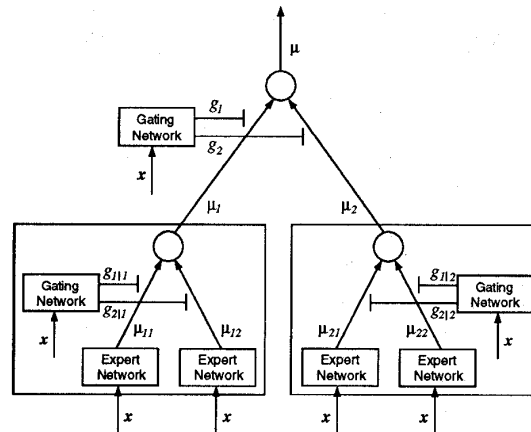 μ
g1
Gating
Network
g2
x
μ1
μ2
g1|1
Gating
Network
g2|1
x
μ11
μ12
Expert
Network
Expert
Network
x
x
g1|2
Gating
Network
g2|2
x
μ21
μ22
Expert
Network
Expert
Network
x
x